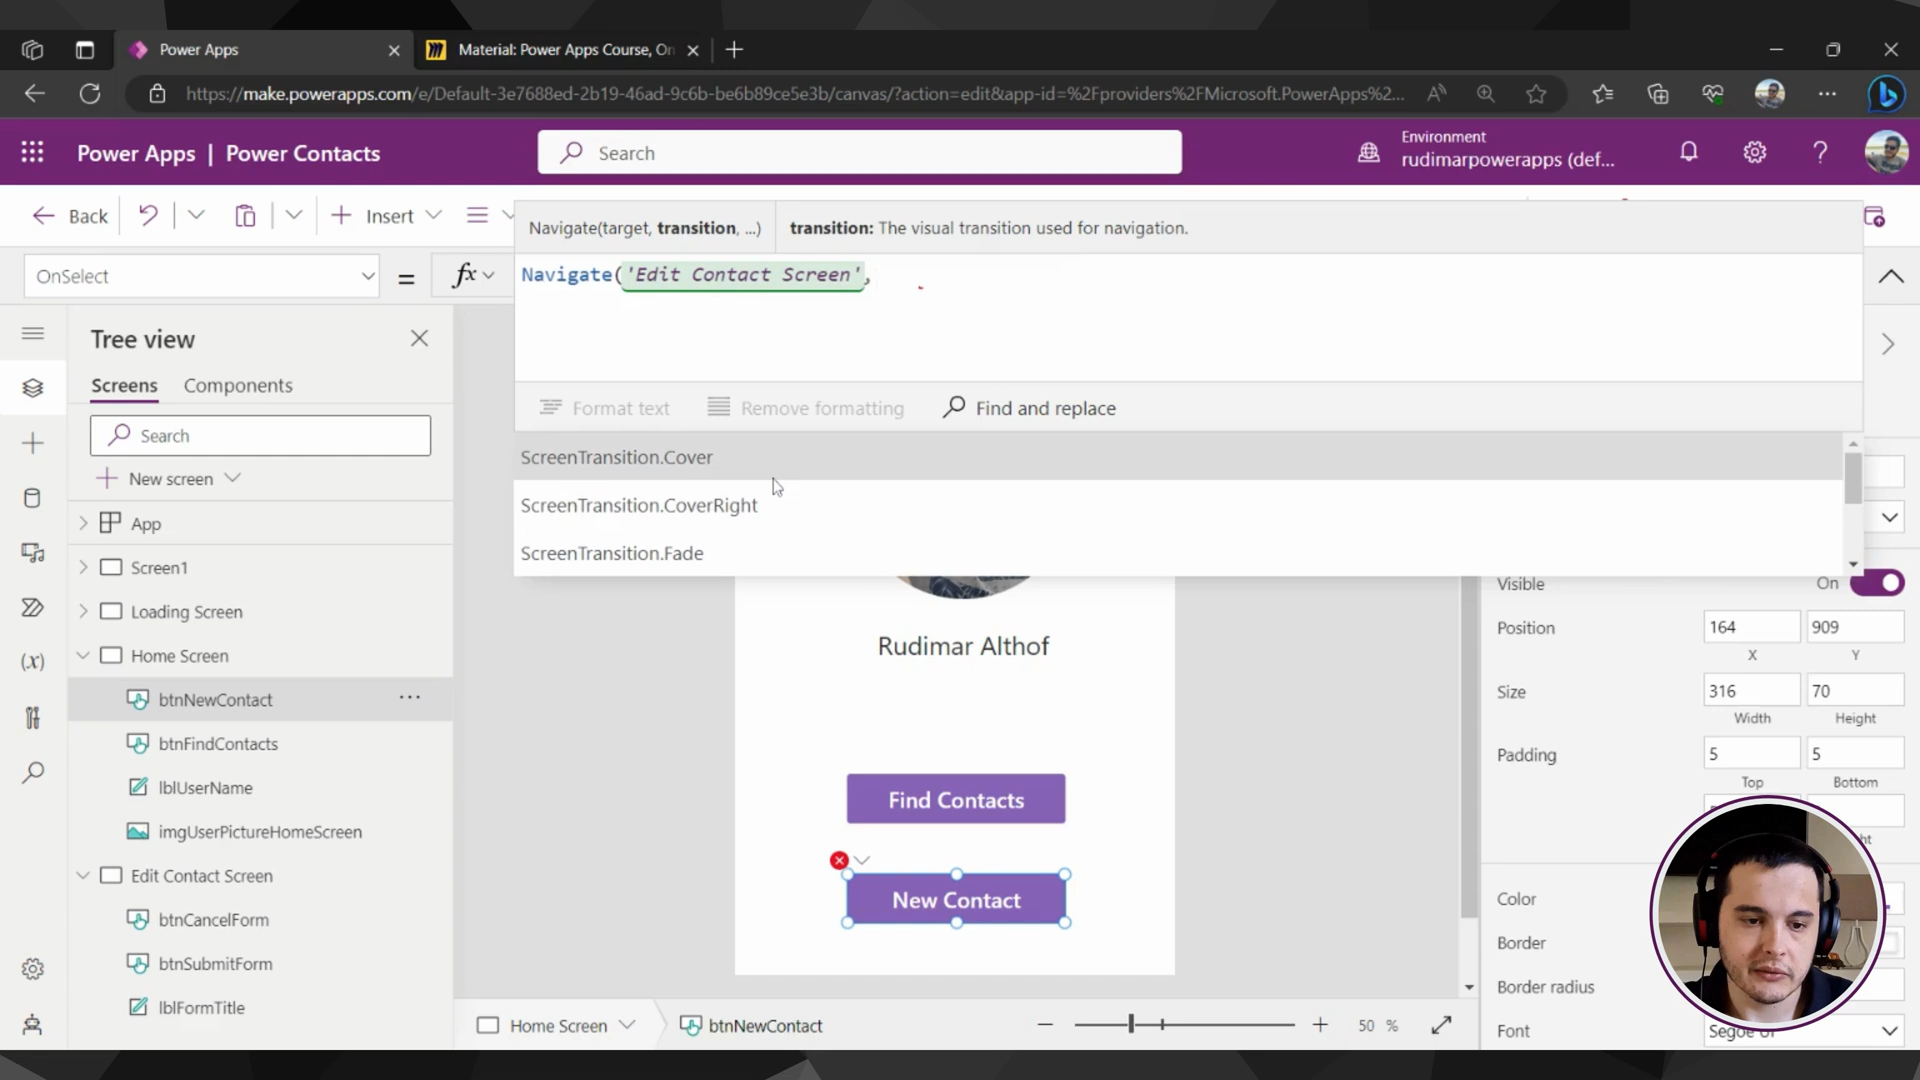 Power Apps
Material: Power Apps Course, On
https://make.powerapps.com/e/Default-3e7688ed-2b19-46ad-9c6b-be6b89ce5e3b/canvas/?action=edit&app-id=%2Fproviders%2FMicrosoft.PowerApps%2...
Power Apps | Power Contacts
Search
Environment
rudimarpowerapps (def...
Back
Insert
Navigate(target, transition, ...)
transition: The visual transition used for navigation.
OnSelect
=
fx
Navigate('Edit Contact Screen',
Format text
Remove formatting
Find and replace
ScreenTransition.Cover
ScreenTransition.CoverRight
ScreenTransition.Fade
Tree view
Screens
Components
Search
New screen
App
Screen1
Loading Screen
Home Screen
btnNewContact
btnFindContacts
lblUserName
imgUserPictureHomeScreen
Edit Contact Screen
btnCancelForm
btnSubmitForm
lblFormTitle
Rudimar Althof
Find Contacts
New Contact
Home Screen
btnNewContact
50 %
Visible
On
Position
164
909
X
Y
Size
316
70
Width
Height
Padding
5
5
Top
Bottom
Color
Border
Border radius
Font